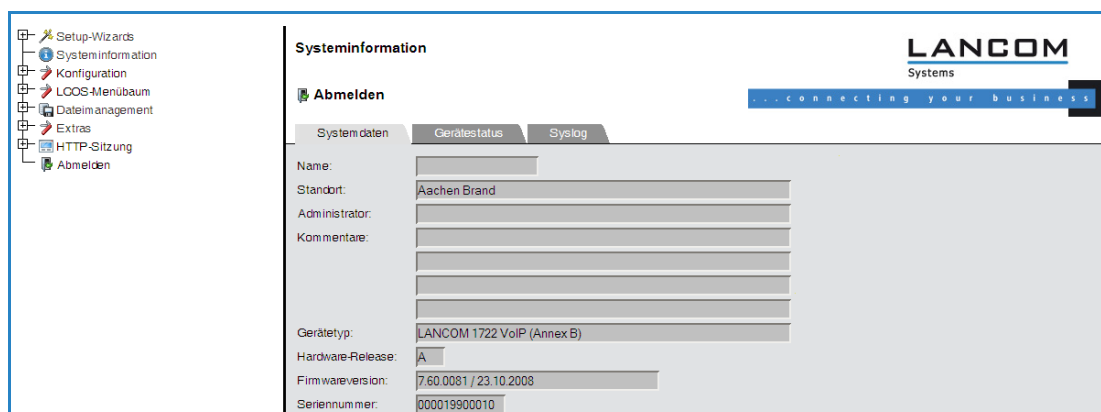 Setup-Wizards
Systeminformation
Konfiguration
LCOS-Menübaum
Dateimanagement
Extras
HTTP-Sitzung
Abmelden
Systeminformation
LANCOM
Systems
Abmelden
...connecting your business
Systemdaten Gerätestatus Syslog
Name:
Standort: Aachen Brand
Administrator:
Kommentare:
Gerätetyp: LANCOM 1722 VoIP (Annex B)
Hardware-Release: A
Firmwareversion: 7.60.0081 / 23.10.2008
Seriennummer: 000019900010